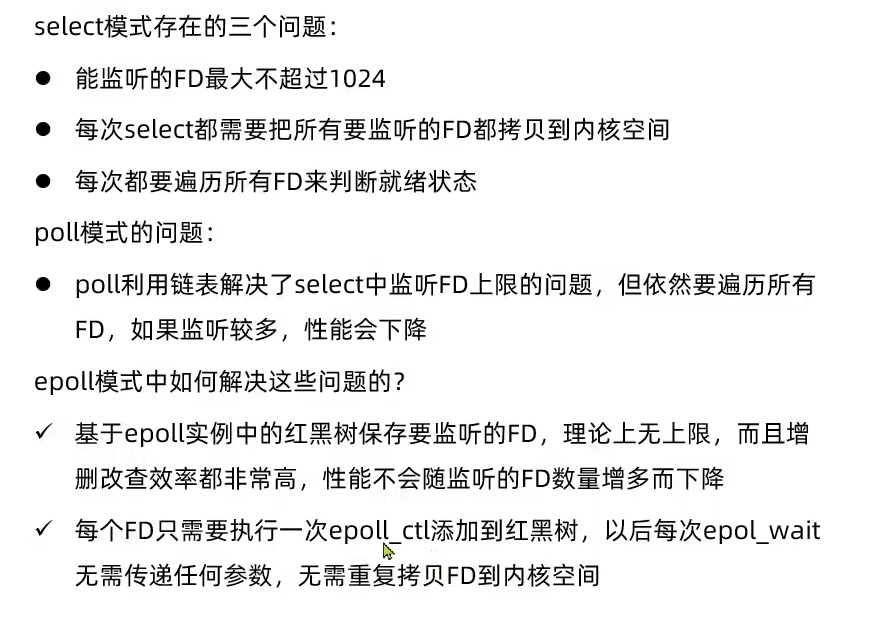 select模式存在的三个问题：
● 能监听的FD最大不超过1024
● 每次select都需要把所有要监听的FD都拷贝到内核空间
● 每次都要遍历所有FD来判断就绪状态
poll模式的问题：
● poll利用链表解决了select中监听FD上限的问题，但依然要遍历所有
FD，如果监听较多，性能会下降
epoll模式中如何解决这些问题的？
✓ 基于epoll实例中的红黑树保存要监听的FD，理论上无上限，而且增
删改查效率都非常高，性能不会随监听的FD数量增多而下降
✓ 每个FD只需要执行一次epoll_ctl添加到红黑树，以后每次epol_wait
无需传递任何参数，无需重复拷贝FD到内核空间